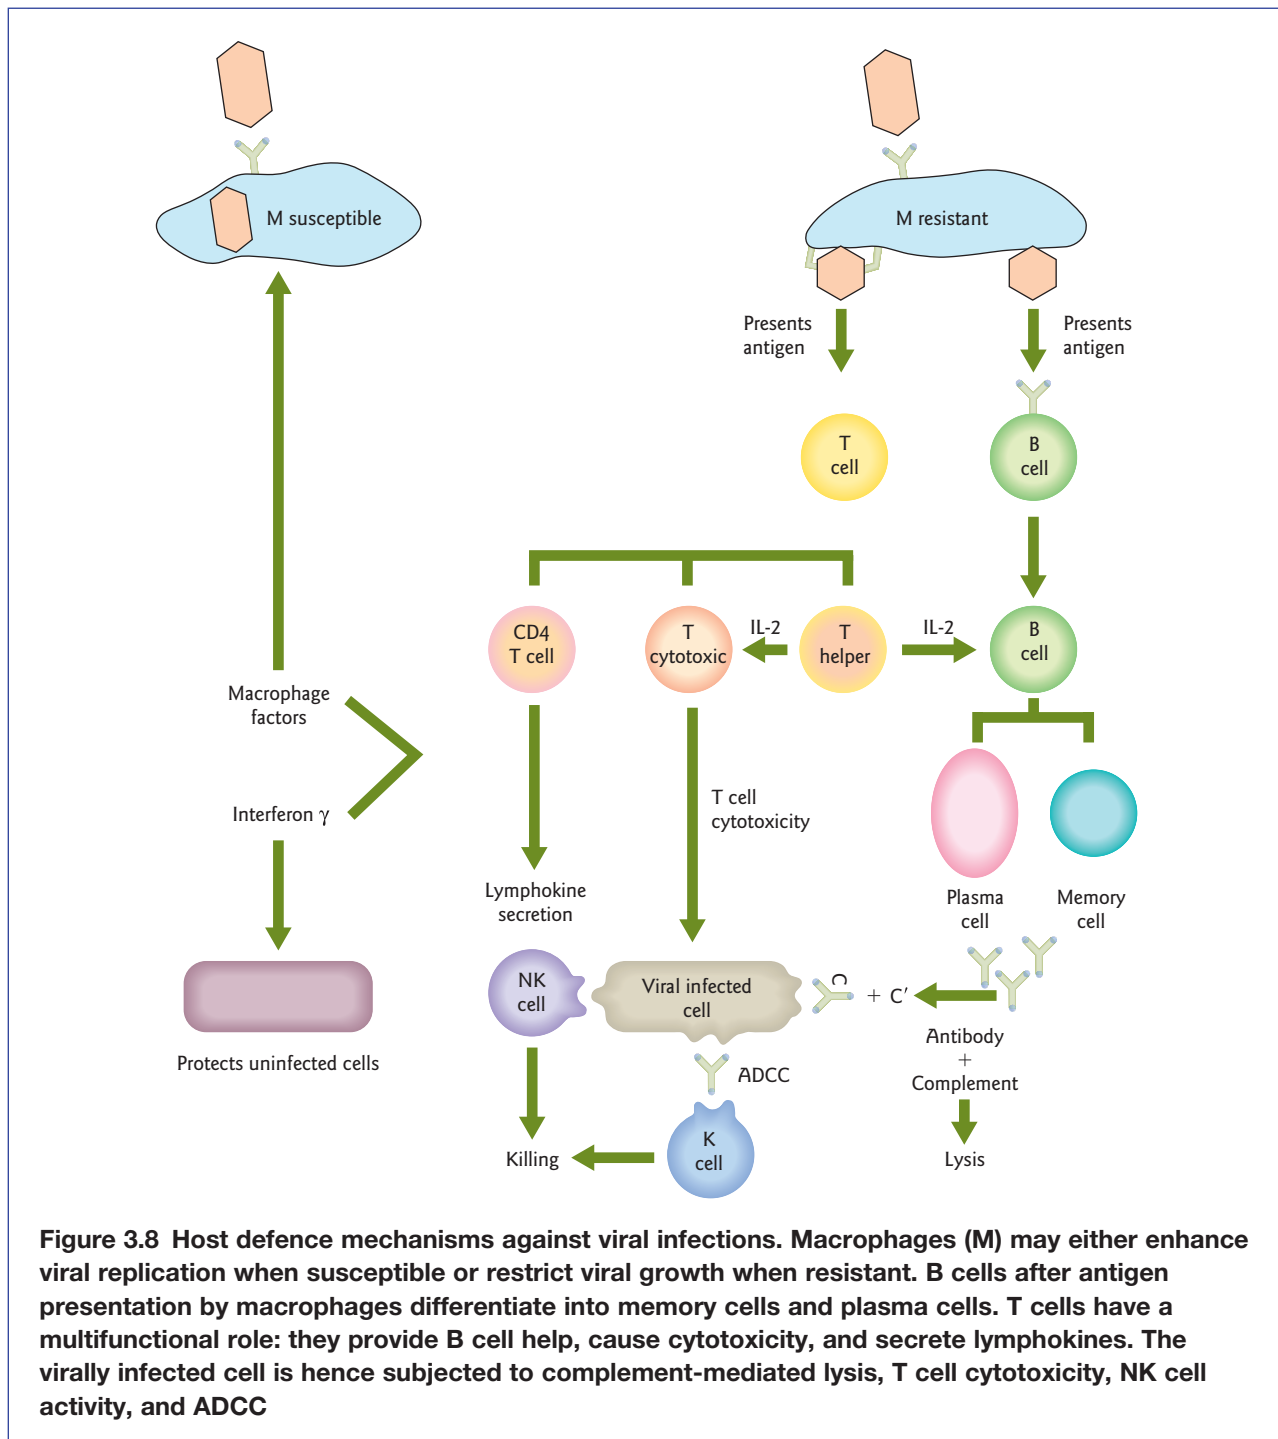 M susceptible
M resistant
Presents
antigen
Presents
antigen
T
cell
B
cell
CD4
T cell
T
cytotoxic
IL-2
T
helper
IL-2
B
cell
Macrophage
factors
Interferon γ
T cell
cytotoxicity
Lymphokine
secretion
Plasma
cell
Memory
cell
NK
cell
Viral infected
cell
C
+ C′
Antibody
+
Complement
Protects uninfected cells
ADCC
K
cell
Killing
Lysis
Figure 3.8 Host defence mechanisms against viral infections. Macrophages (M) may either enhance
viral replication when susceptible or restrict viral growth when resistant. B cells after antigen
presentation by macrophages differentiate into memory cells and plasma cells. T cells have a
multifunctional role: they provide B cell help, cause cytotoxicity, and secrete lymphokines. The
virally infected cell is hence subjected to complement-mediated lysis, T cell cytotoxicity, NK cell
activity, and ADCC